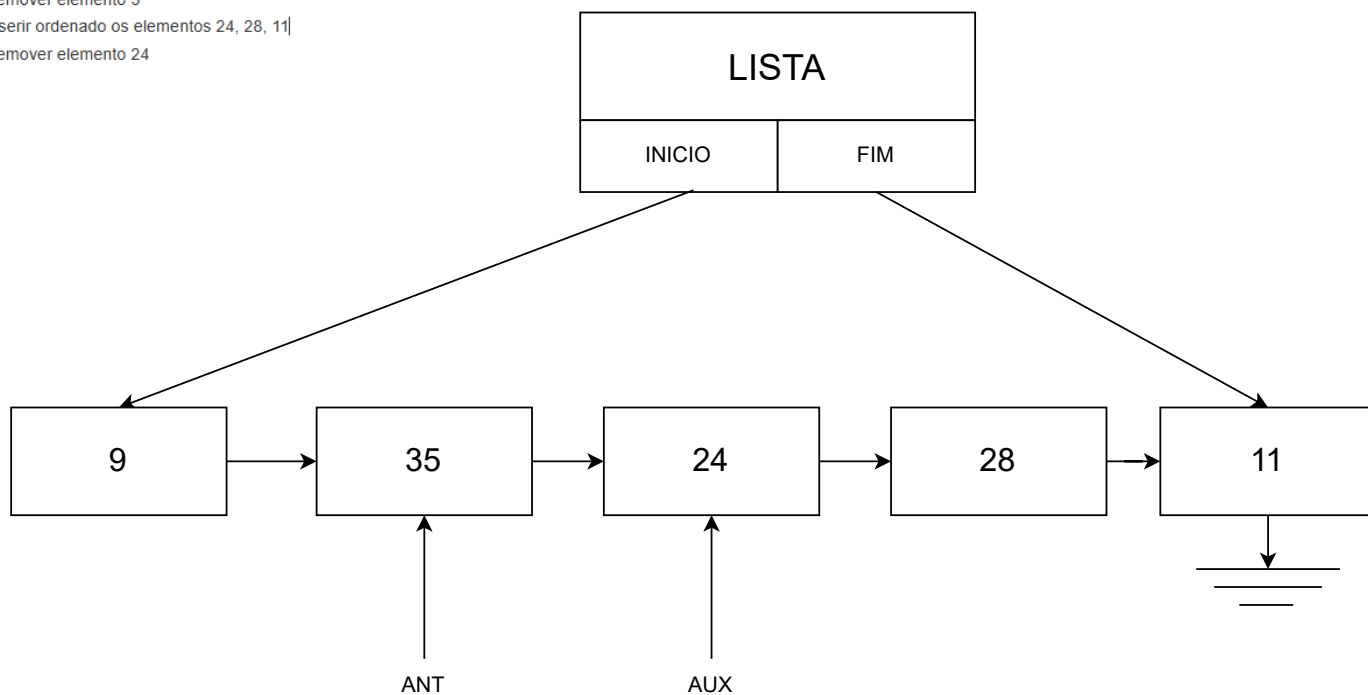 elemento 3
serir ordenado os elementos 24, 28, 11
emover elemento 24
LISTA
INICIO FIM
9 35 24 28 11
ANT AUX